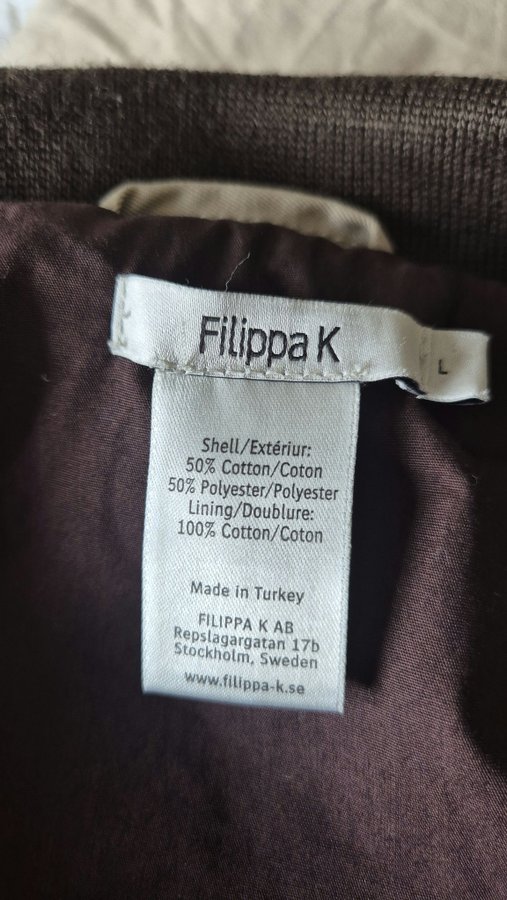 Filippa K
L
Shell/Extériur:
50% Cotton/Coton
50% Polyester/Polyester
Lining/Doublure:
100% Cotton/Coton
Made in Turkey
FILIPPA K AB
Repslagargatan 17b
Stockholm, Sweden
www.filippa-k.se